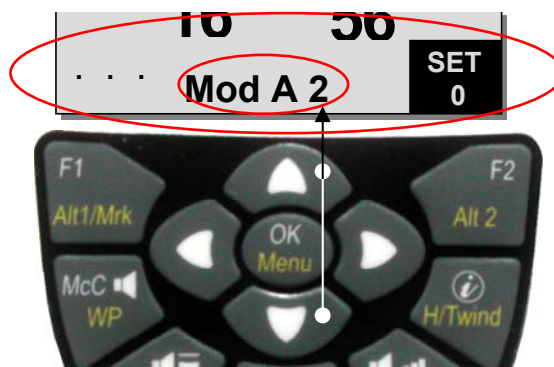 16 56
. . .
Mod A 2
SET
0
F1
F2
Alt1/Mrk
Alt 2
OK
Menu
McC
WP
i
H/Twind